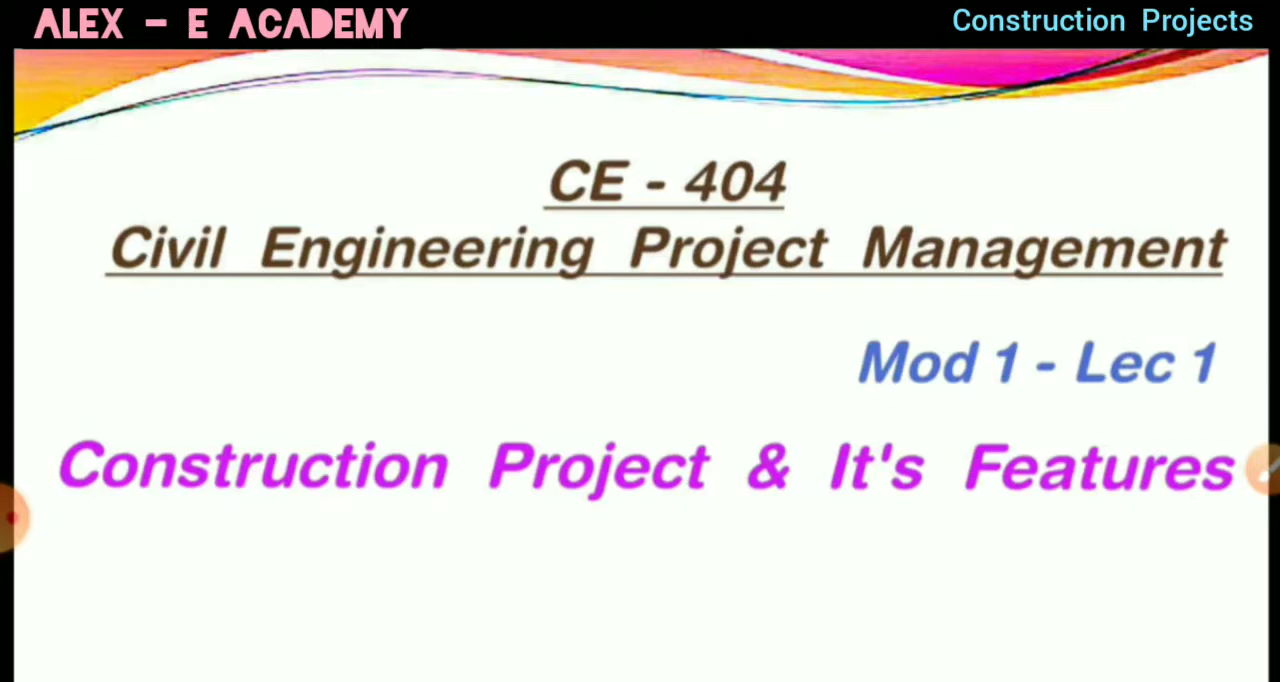 ALEX - E ACADEMY
Construction Projects
CE - 404
Civil Engineering Project Management
Mod 1 - Lec 1
Construction Project & It's Features